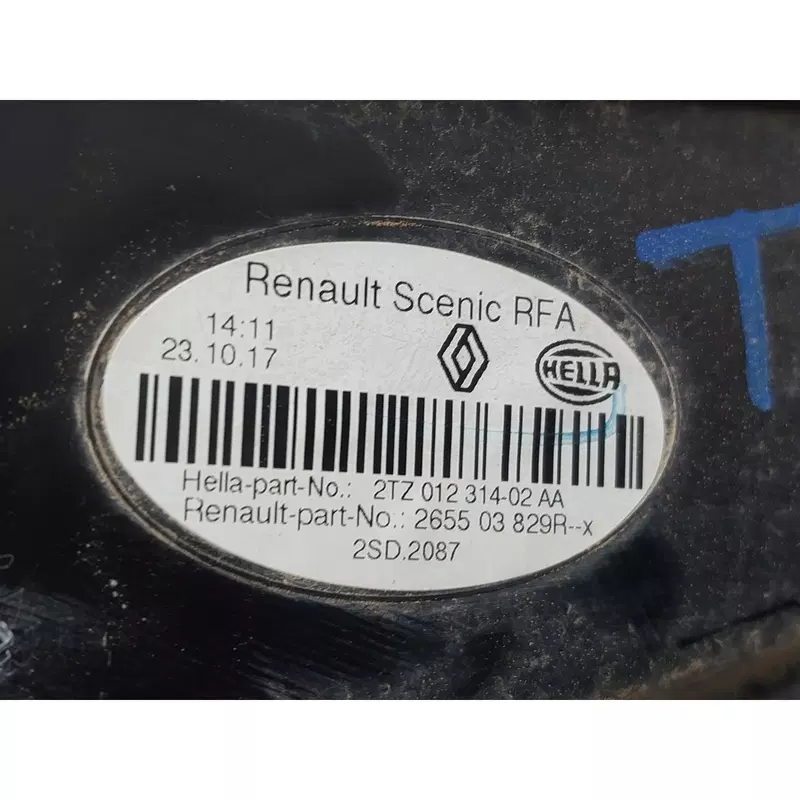 Renault Scenic RFA
14:11
23.10.17
HELLA
Hella-part-No.: 2TZ 012 314-02 AA
Renault-part-No.: 2655 03 829R--x
2SD.2087
T